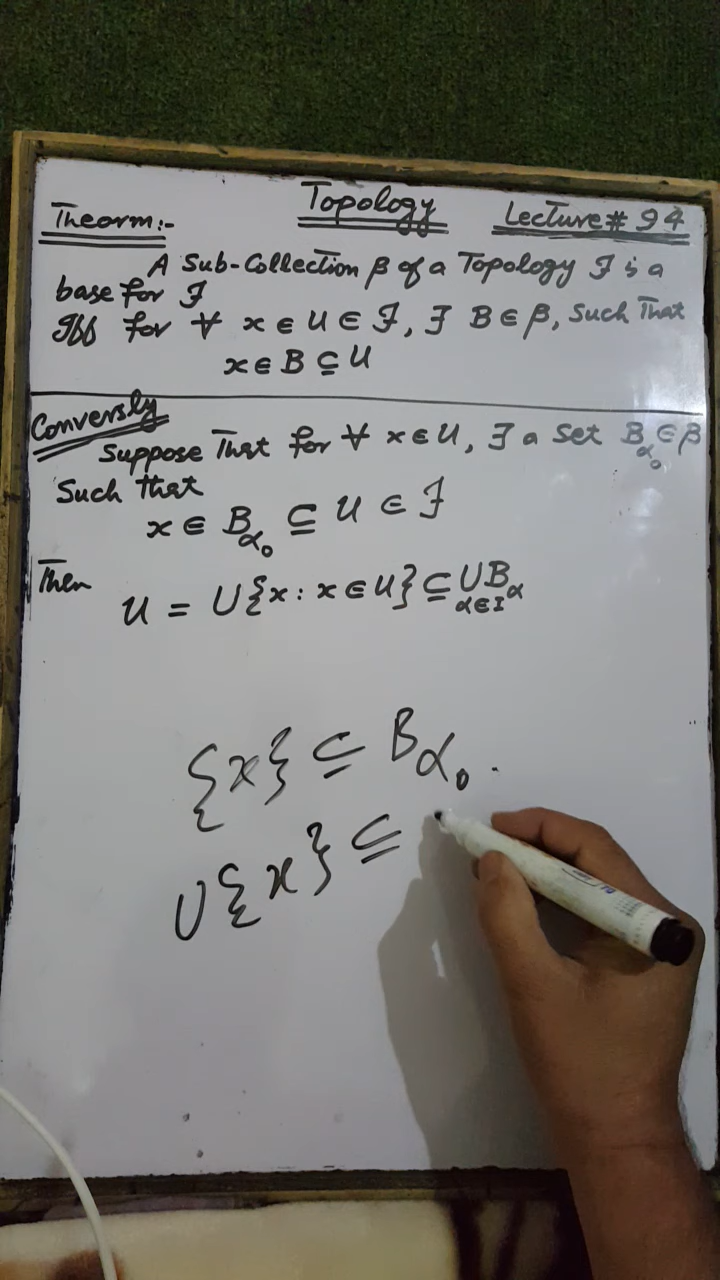 Topology
Theorm:- Lecture# 94
A Sub-Collection β of a Topology Ƒ is a
base for Ƒ
Iff for ∀ x ∈ U ∈ Ƒ, ∃ B ∈ β, Such That
x ∈ B ⊆ U
Conversly
Suppose That for ∀ x ∈ U, ∃ a Set B_α₀ ∈ β
Such that
x ∈ B_α₀ ⊆ U ∈ Ƒ
Then
U = ∪{x : x ∈ U} ⊆ ∪B_α
α∈I
{x} ⊆ B_α₀.
∪{x} ⊆